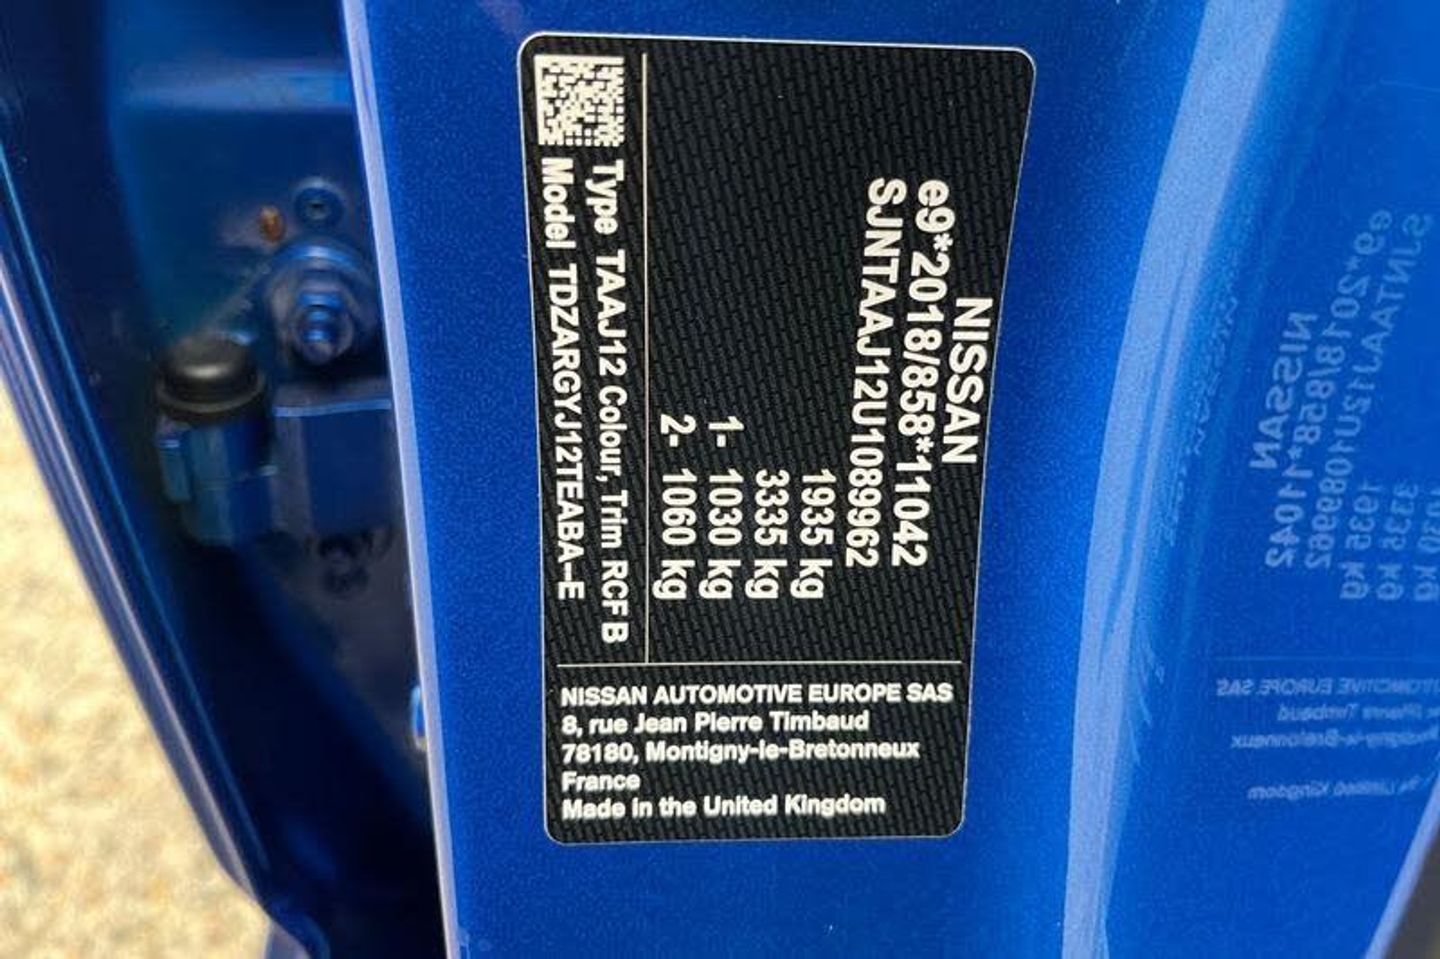 NISSAN
e9*2018/858*11042
SJNTAAJ12U1089962
1935 kg
3335 kg
1- 1030 kg
2- 1060 kg
Type TAAJ12 Colour, Trim RCF B
Model TDZARGYJ12TEABA-E
NISSAN AUTOMOTIVE EUROPE SAS
8, rue Jean Pierre Timbaud
78180, Montigny-le-Bretonneux
France
Made in the United Kingdom